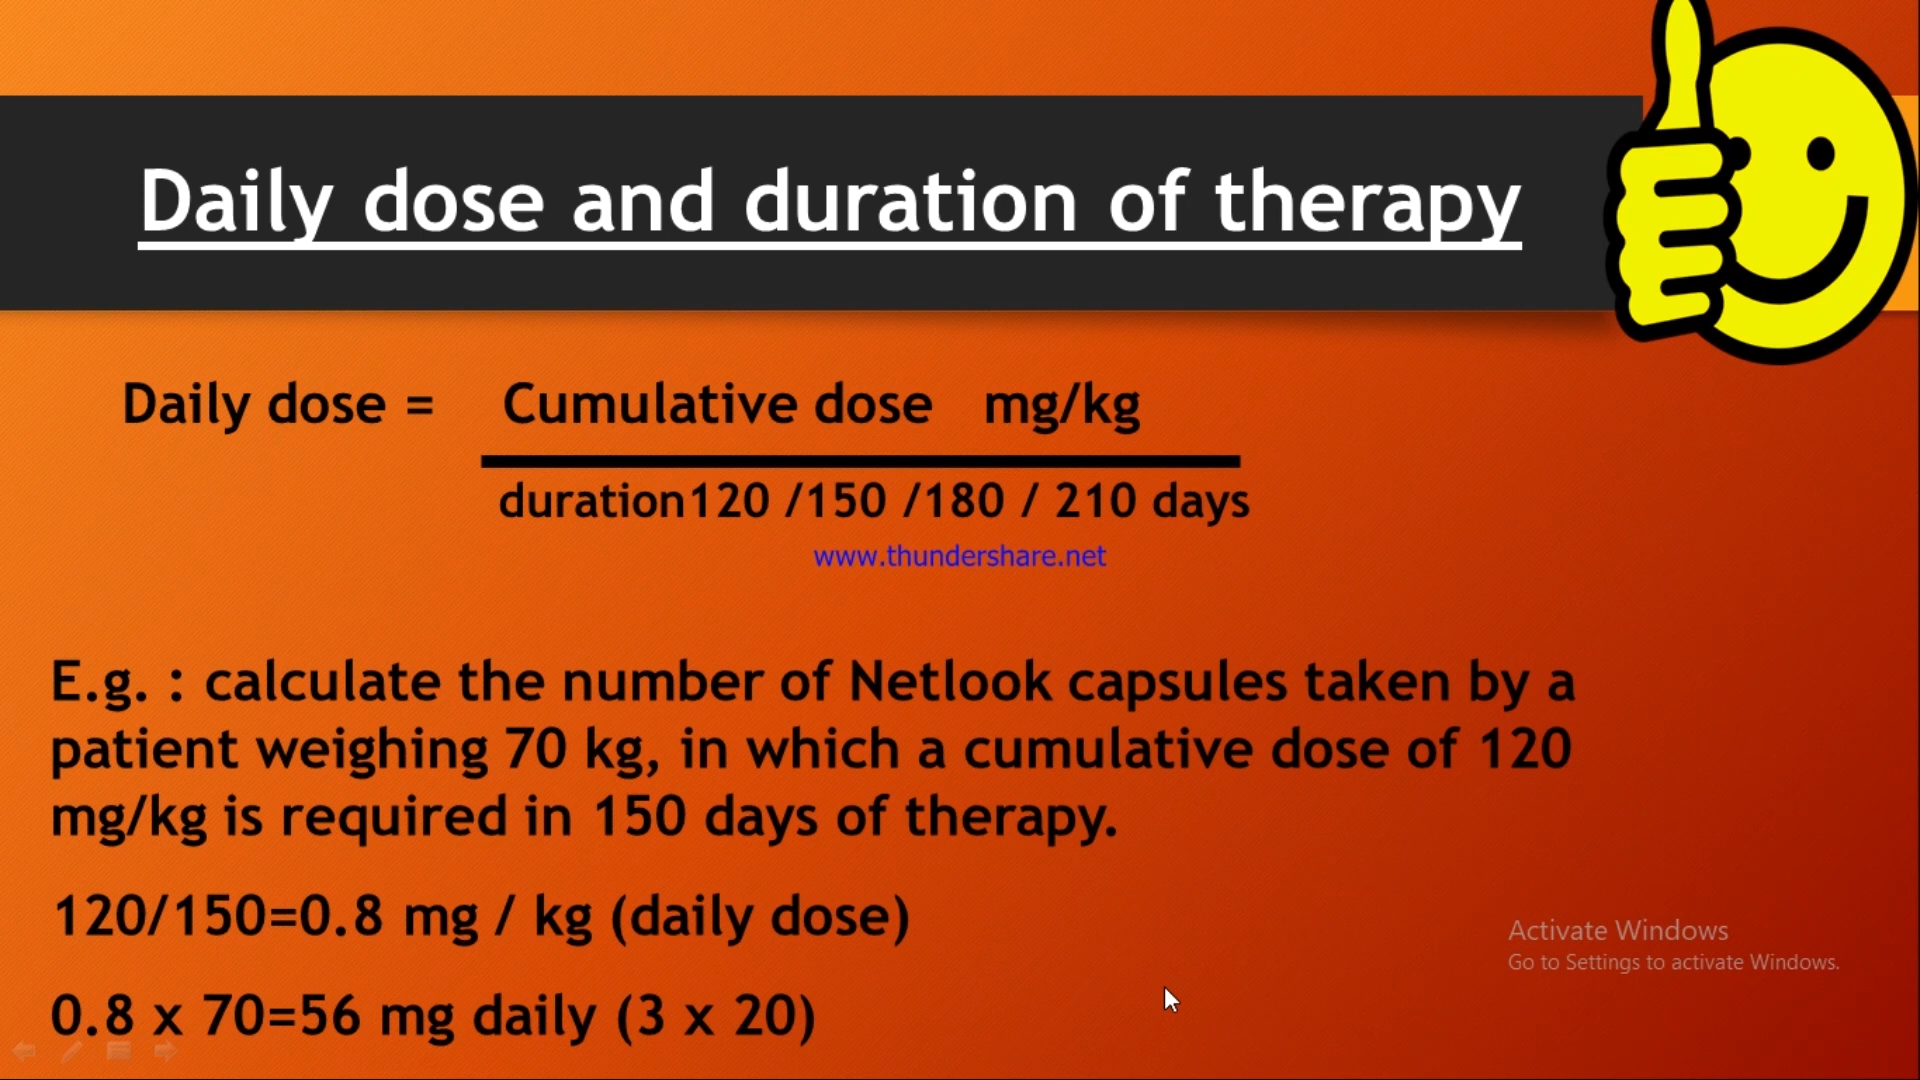 Daily dose and duration of therapy
Daily dose = Cumulative dose mg/kg
duration120 /150 /180 / 210 days
www.thundershare.net
E.g. : calculate the number of Netlook capsules taken by a
patient weighing 70 kg, in which a cumulative dose of 120
mg/kg is required in 150 days of therapy.
120/150=0.8 mg / kg (daily dose)
0.8 x 70=56 mg daily (3 x 20)
Activate Windows
Go to Settings to activate Windows.